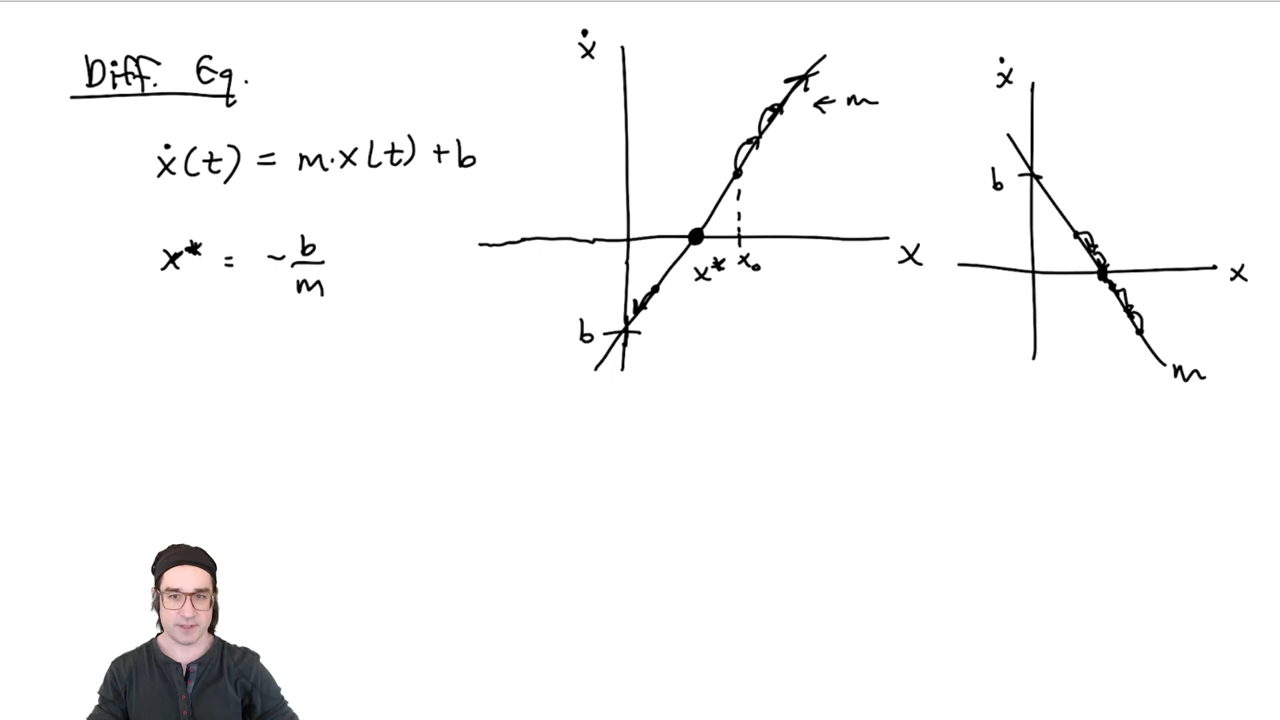 Diff. Eq.
ẋ(t) = m·x(t) + b
x* = -b/m
ẋ
← m
x
x* x₀
b
ẋ
b
x
m